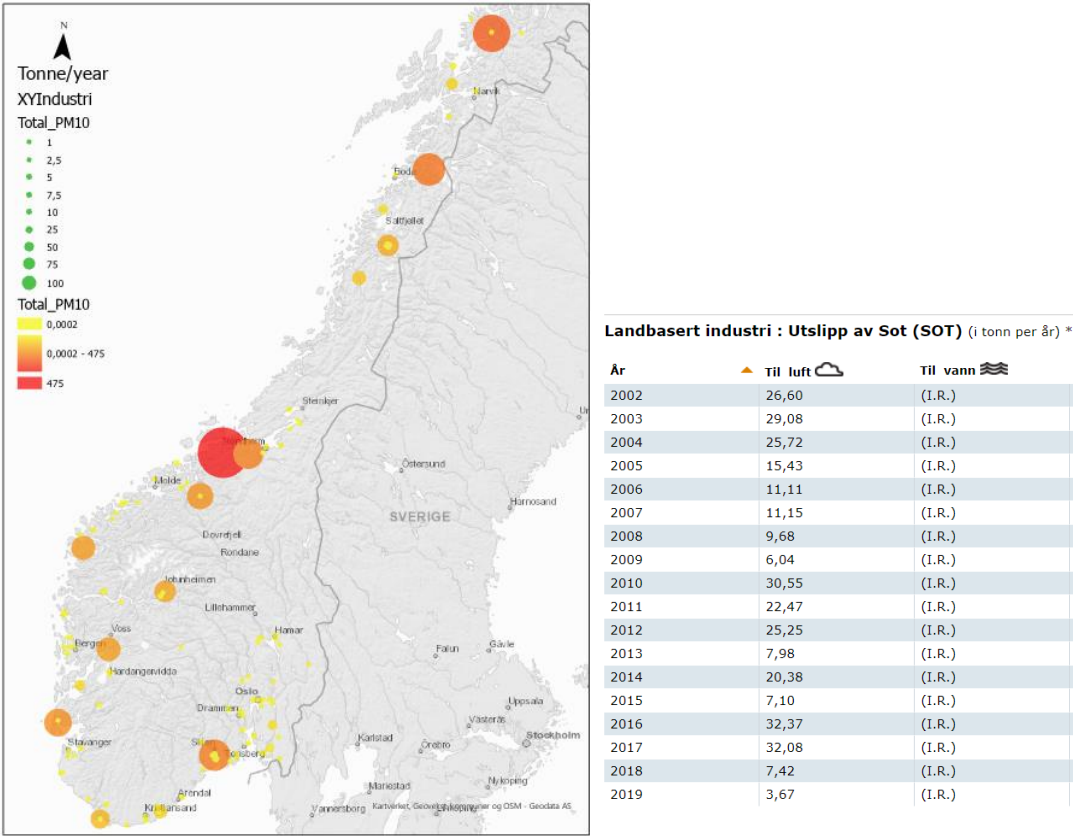 N
Tonne/year
XYIndustri
Total_PM10
1
2,5
5
7,5
10
25
50
75
100
Total_PM10
0,0002
0,0002 - 475
475
Narvik
Bodø
Saltfjellet
Steinkjer
Östersund
Molde
Härnösand
SVERIGE
Dovrefjell
Rondane
Jotunheimen
Lillehammer
Voss
Hamar
Bergen
Falun
Gävle
Hardangervidda
Oslo
Uppsala
Drammen
Västerås
Stavanger
Tønsberg
Karlstad
Örebro
Stockholm
Nyköping
Mariestad
Arendal
Kristiansand
Vännersborg
Kartverket, Geovekst, kommuner og OSM - Geodata AS
Landbasert industri : Utslipp av Sot (SOT) (i tonn per år) *
År Til luft Til vann
2002 26,60 (I.R.)
2003 29,08 (I.R.)
2004 25,72 (I.R.)
2005 15,43 (I.R.)
2006 11,11 (I.R.)
2007 11,15 (I.R.)
2008 9,68 (I.R.)
2009 6,04 (I.R.)
2010 30,55 (I.R.)
2011 22,47 (I.R.)
2012 25,25 (I.R.)
2013 7,98 (I.R.)
2014 20,38 (I.R.)
2015 7,10 (I.R.)
2016 32,37 (I.R.)
2017 32,08 (I.R.)
2018 7,42 (I.R.)
2019 3,67 (I.R.)